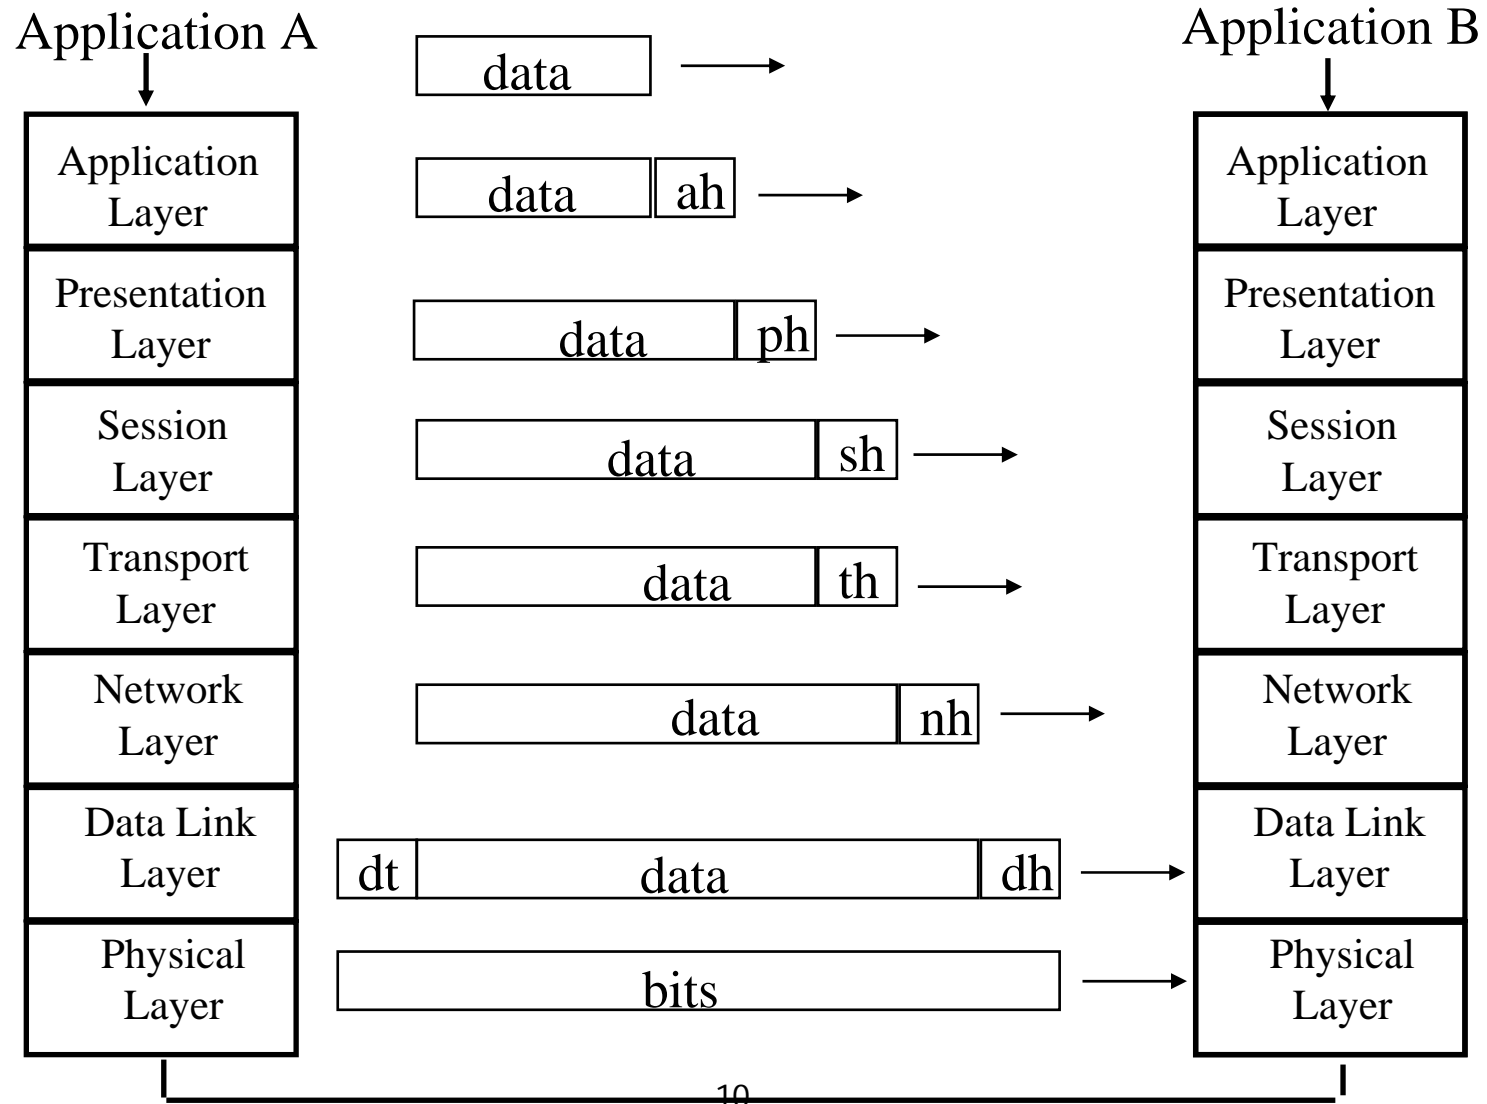 Application A
Application B
data
Application
Layer
data ah
Application
Layer
Presentation
Layer
data ph
Presentation
Layer
Session
Layer
data sh
Session
Layer
Transport
Layer
data th
Transport
Layer
Network
Layer
data nh
Network
Layer
Data Link
Layer
dt data dh
Data Link
Layer
Physical
Layer
bits
Physical
Layer
10